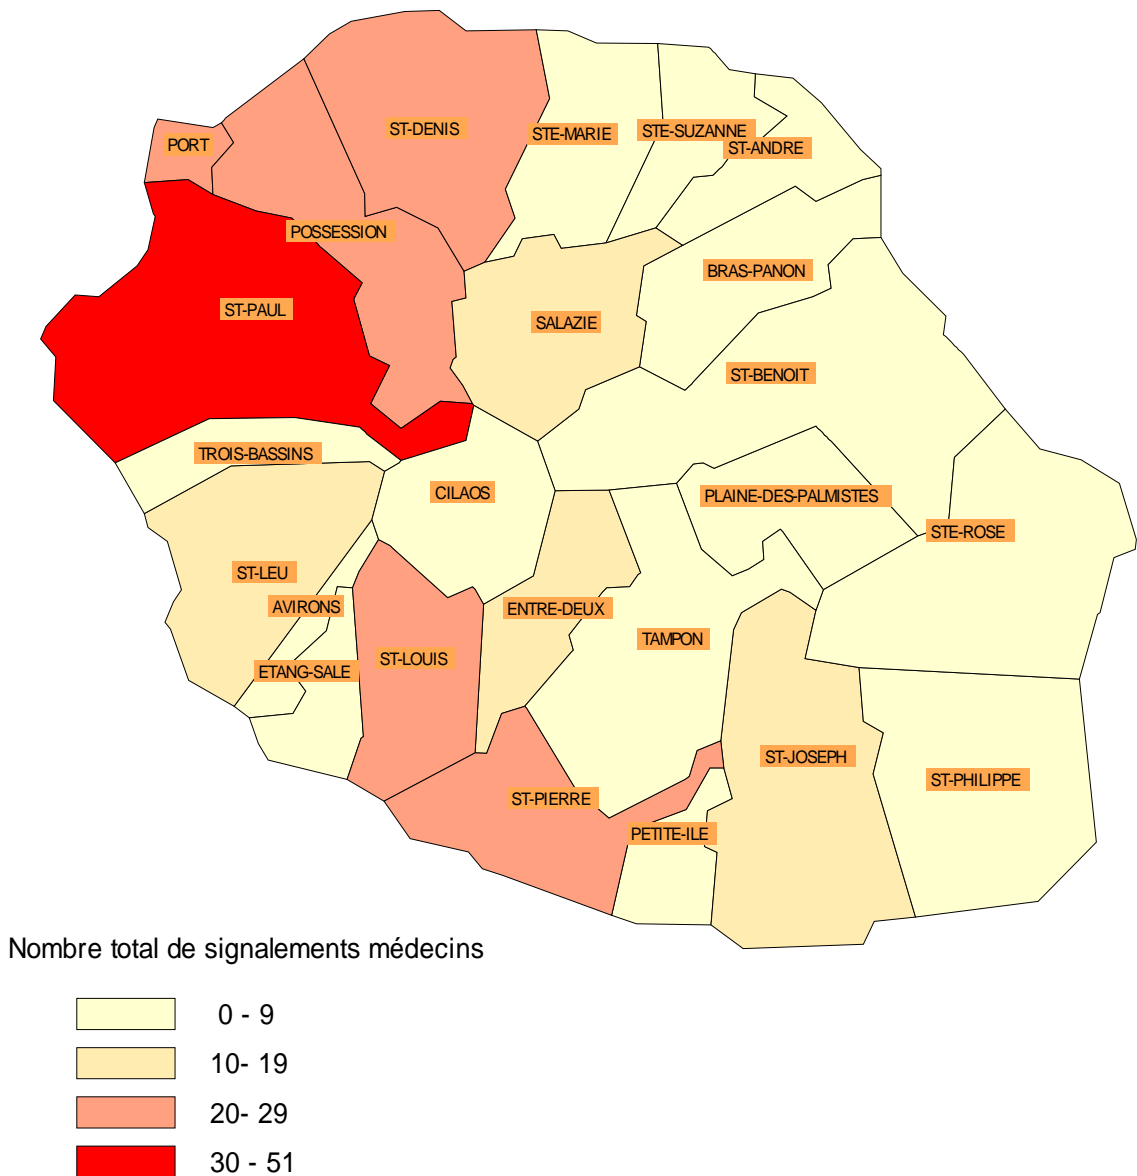 ST-DENIS
STE-MARIE
STE-SUZANNE
ST-ANDRE
PORT
POSSESSION
BRAS-PANON
ST-PAUL
SALAZIE
ST-BENOIT
TROIS-BASSINS
CILAOS
PLAINE-DES-PALMISTES
STE-ROSE
ST-LEU
AVIRONS
ENTRE-DEUX
TAMPON
ST-LOUIS
ETANG-SALE
ST-JOSEPH
ST-PHILIPPE
ST-PIERRE
PETITE-ILE
Nombre total de signalements médecins
0 - 9
10- 19
20- 29
30 - 51